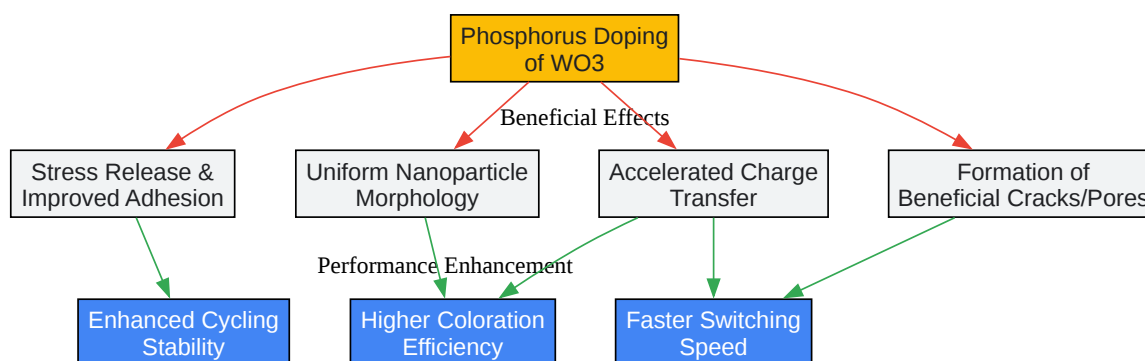 Phosphorus Doping
of WO3
Beneficial Effects
Stress Release &
Improved Adhesion
Uniform Nanoparticle
Morphology
Accelerated Charge
Transfer
Formation of
Beneficial Cracks/Pores
Performance Enhancement
Enhanced Cycling
Stability
Higher Coloration
Efficiency
Faster Switching
Speed